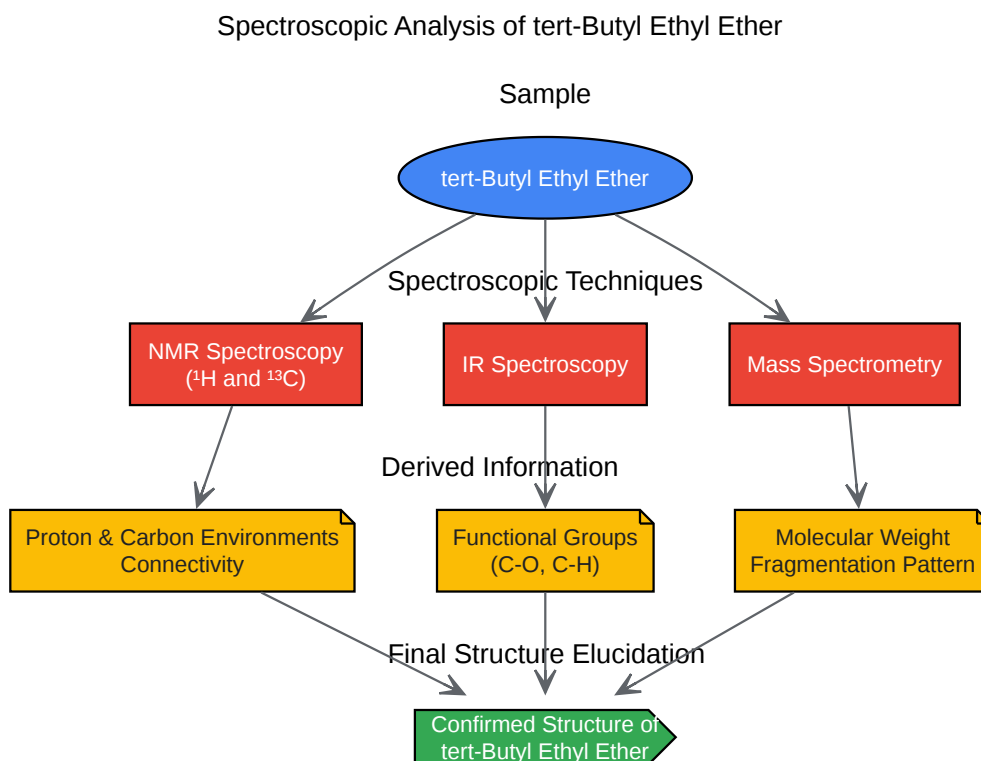 Spectroscopic Analysis of tert-Butyl Ethyl Ether
Sample
tert-Butyl Ethyl Ether
Spectroscopic Techniques
NMR Spectroscopy
(¹H and ¹³C)
IR Spectroscopy
Mass Spectrometry
Derived Information
Proton & Carbon Environments
Connectivity
Functional Groups
(C-O, C-H)
Molecular Weight
Fragmentation Pattern
Final Structure Elucidation
Confirmed Structure of
tert-Butyl Ethyl Ether